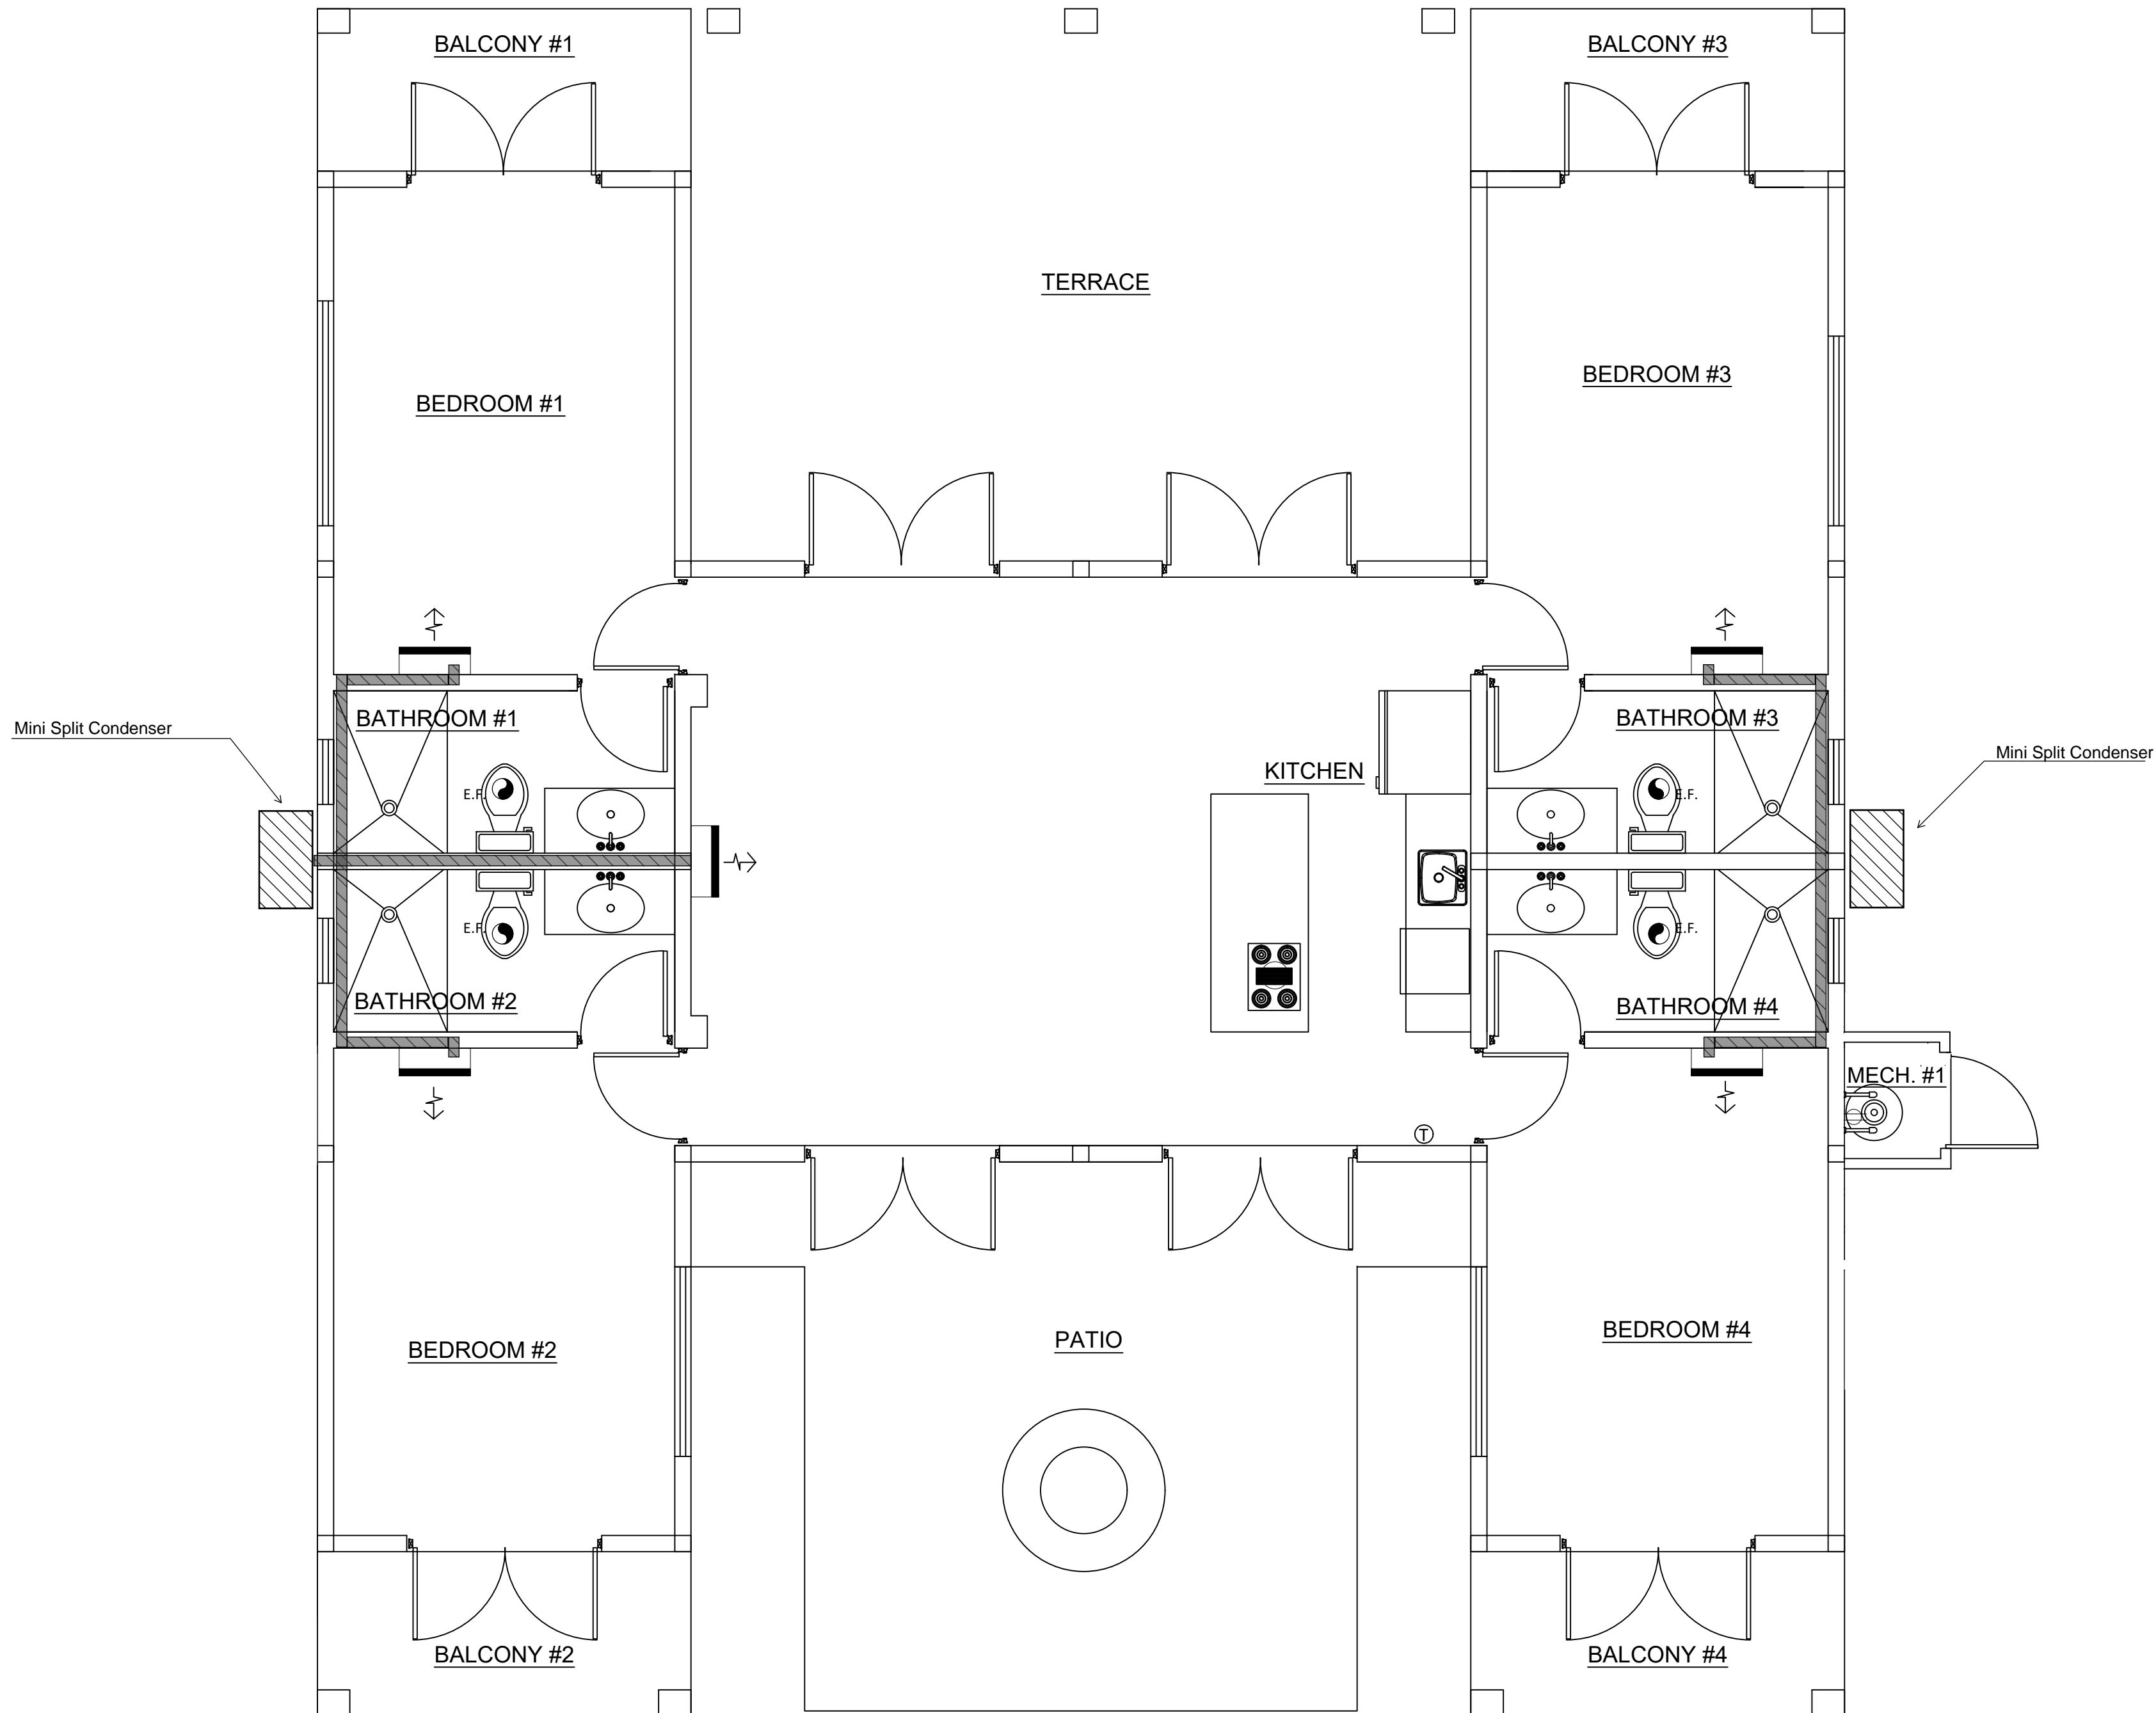 BALCONY #1
BALCONY #3
TERRACE
BEDROOM #3
BEDROOM #1
BATHROOM #1
BATHROOM #3
Mini Split Condenser
Mini Split Condenser
KITCHEN
E.F.
E.F.
E.F.
E.F.
BATHROOM #2
BATHROOM #4
MECH. #1
T
BEDROOM #4
PATIO
BEDROOM #2
BALCONY #2
BALCONY #4